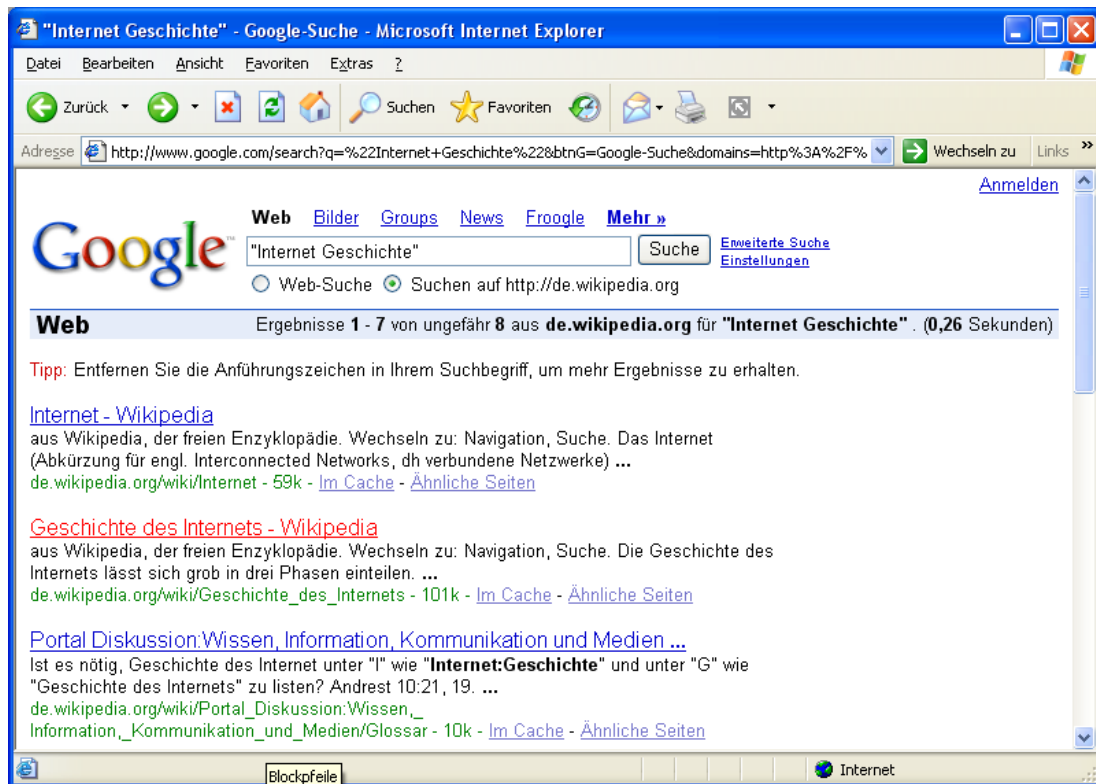 "Internet Geschichte" - Google-Suche - Microsoft Internet Explorer
Datei Bearbeiten Ansicht Favoriten Extras ?
Zurück Suchen Favoriten
Adresse http://www.google.com/search?q=%22Internet+Geschichte%22&btnG=Google-Suche&domains=http%3A%2F% Wechseln zu Links »
Anmelden
Web Bilder Groups News Froogle Mehr »
Google™
"Internet Geschichte" Suche Erweiterte Suche
Einstellungen
Web-Suche Suchen auf http://de.wikipedia.org
Web Ergebnisse 1 - 7 von ungefähr 8 aus de.wikipedia.org für "Internet Geschichte" . (0,26 Sekunden)
Tipp: Entfernen Sie die Anführungszeichen in Ihrem Suchbegriff, um mehr Ergebnisse zu erhalten.
Internet - Wikipedia
aus Wikipedia, der freien Enzyklopädie. Wechseln zu: Navigation, Suche. Das Internet
(Abkürzung für engl. Interconnected Networks, dh verbundene Netzwerke) ...
de.wikipedia.org/wiki/Internet - 59k - Im Cache - Ähnliche Seiten
Geschichte des Internets - Wikipedia
aus Wikipedia, der freien Enzyklopädie. Wechseln zu: Navigation, Suche. Die Geschichte des
Internets lässt sich grob in drei Phasen einteilen. ...
de.wikipedia.org/wiki/Geschichte_des_Internets - 101k - Im Cache - Ähnliche Seiten
Portal Diskussion:Wissen, Information, Kommunikation und Medien ...
Ist es nötig, Geschichte des Internet unter "I" wie "Internet:Geschichte" und unter "G" wie
"Geschichte des Internets" zu listen? Andrest 10:21, 19. ...
de.wikipedia.org/wiki/Portal_Diskussion:Wissen,_
Information,_Kommunikation_und_Medien/Glossar - 10k - Im Cache - Ähnliche Seiten
Blockpfeile
Internet